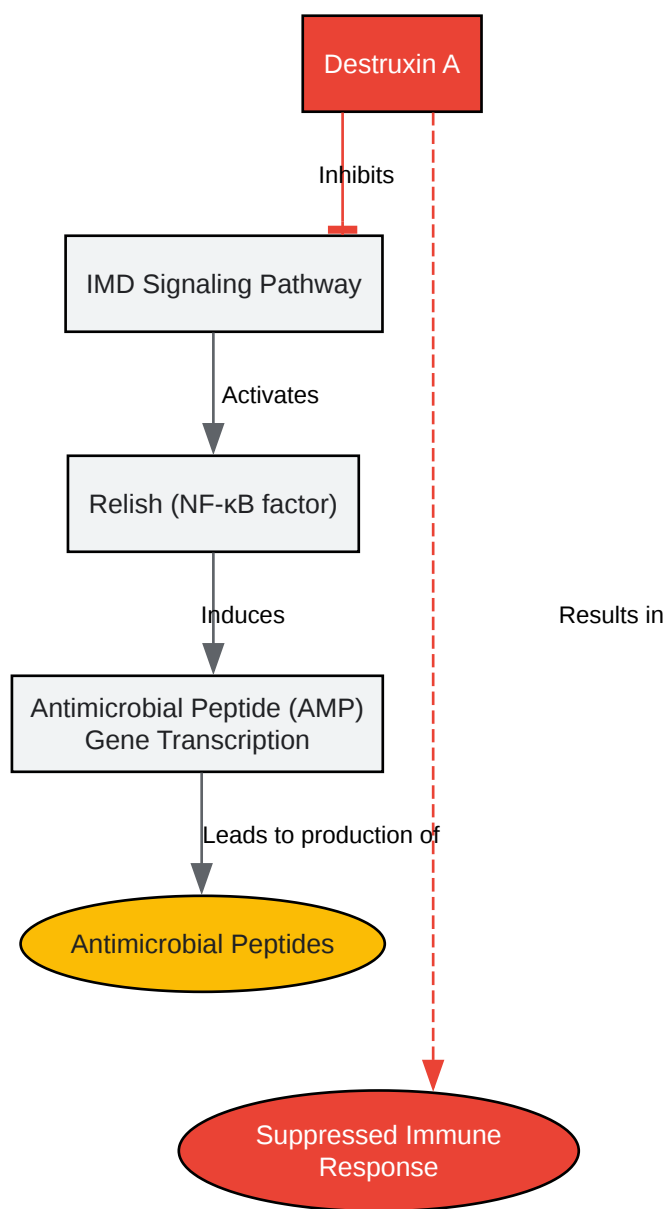 Destruxin A
Inhibits
IMD Signaling Pathway
Activates
Relish (NF-κB factor)
Induces
Results in
Antimicrobial Peptide (AMP)
Gene Transcription
Leads to production of
Antimicrobial Peptides
Suppressed Immune
Response